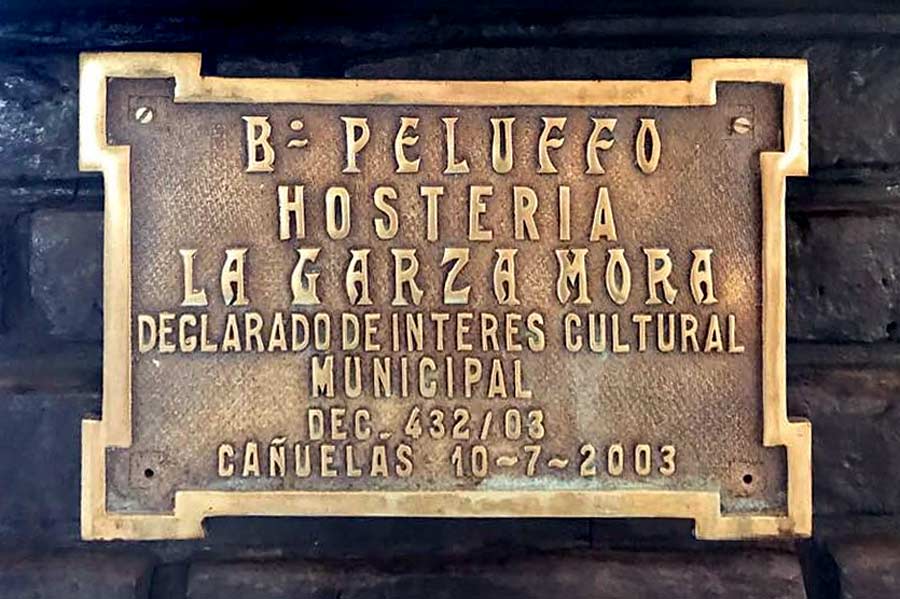 Bº PELUFFO
HOSTERIA
LA GARZA MORA
DECLARADO DE INTERES CULTURAL
MUNICIPAL
DEC. 432/03
CAÑUELAS 10-7-2003